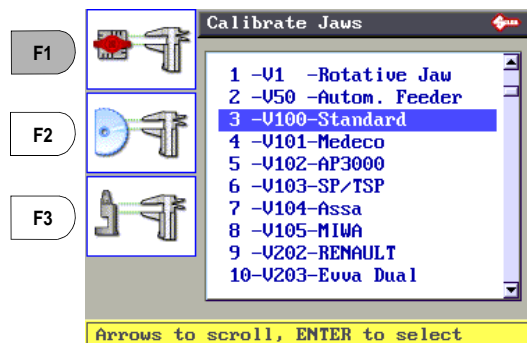 Calibrate Jaws
SILCA
F1
F2
F3
1 -V1 -Rotative Jaw
2 -V50 -Autom. Feeder
3 -V100-Standard
4 -V101-Medeco
5 -V102-AP3000
6 -V103-SP/TSP
7 -V104-Assa
8 -V105-MIWA
9 -V202-RENAULT
10-V203-Evva Dual
Arrows to scroll, ENTER to select